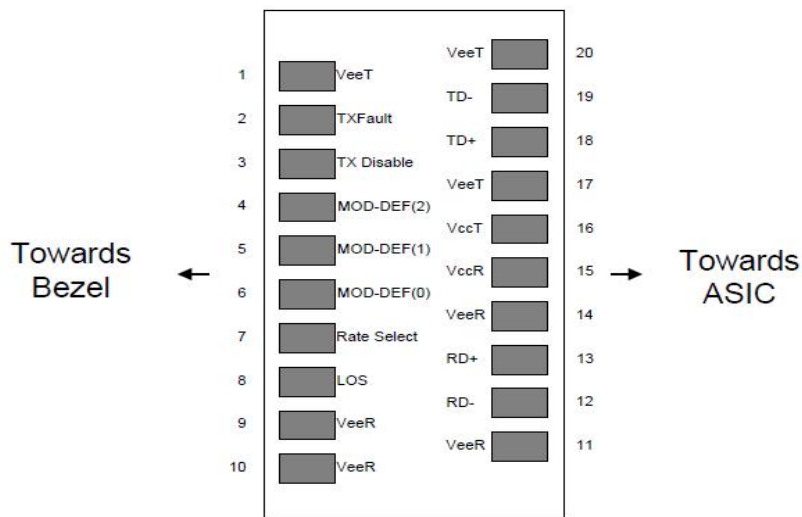 VeeT 20
1 VeeT
TD- 19
2 TXFault
TD+ 18
3 TX Disable
VeeT 17
4 MOD-DEF(2)
VccT 16
5 MOD-DEF(1)
VccR 15
6 MOD-DEF(0)
VeeR 14
7 Rate Select
RD+ 13
8 LOS
RD- 12
9 VeeR
VeeR 11
10 VeeR
Towards
Bezel
Towards
ASIC